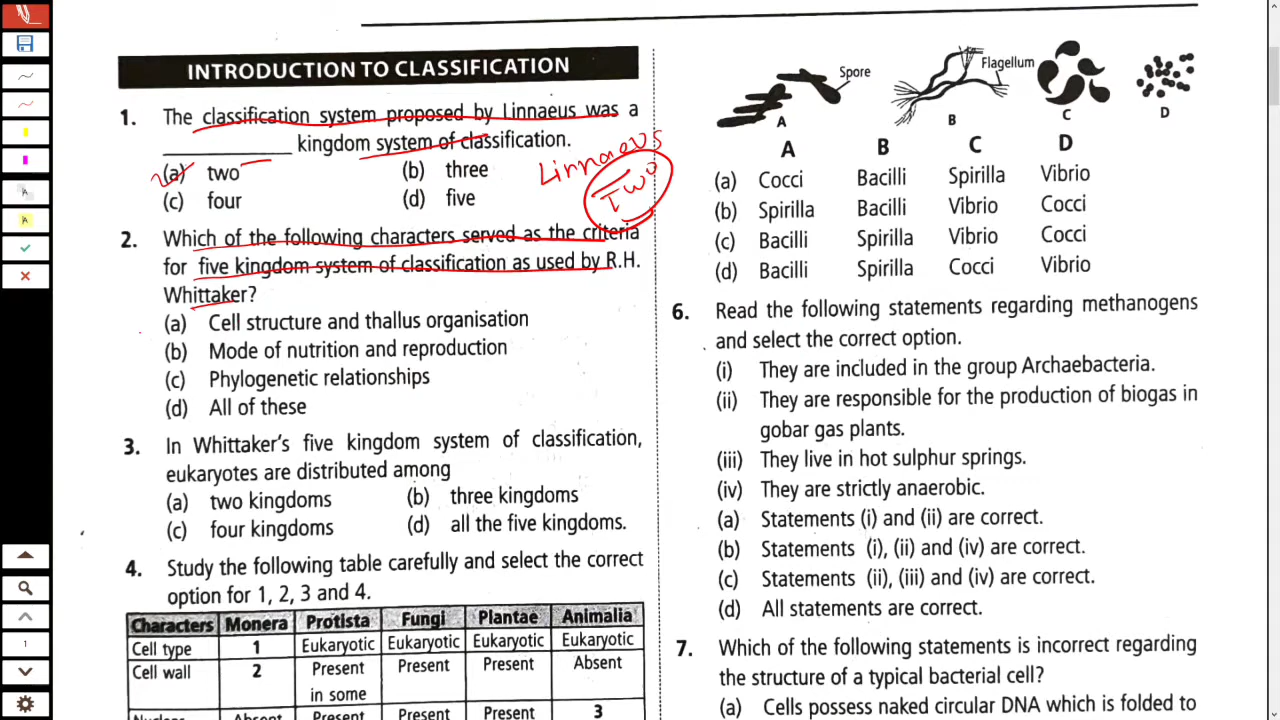 INTRODUCTION TO CLASSIFICATION
1. The classification system proposed by Linnaeus was a
____________ kingdom system of classification.
(a) two (b) three
(c) four (d) five
Linnaeus
Two
2. Which of the following characters served as the criteria
for five kingdom system of classification as used by R.H.
Whittaker?
(a) Cell structure and thallus organisation
(b) Mode of nutrition and reproduction
(c) Phylogenetic relationships
(d) All of these
3. In Whittaker's five kingdom system of classification,
eukaryotes are distributed among
(a) two kingdoms (b) three kingdoms
(c) four kingdoms (d) all the five kingdoms.
4. Study the following table carefully and select the correct
option for 1, 2, 3 and 4.
Characters Monera Protista Fungi Plantae Animalia
Cell type 1 Eukaryotic Eukaryotic Eukaryotic Eukaryotic
Cell wall 2 Present in some Present Present Absent
Absent Present Present Present 3
Spore Flagellum
A B C D
A B C D
(a) Cocci Bacilli Spirilla Vibrio
(b) Spirilla Bacilli Vibrio Cocci
(c) Bacilli Spirilla Vibrio Cocci
(d) Bacilli Spirilla Cocci Vibrio
6. Read the following statements regarding methanogens
and select the correct option.
(i) They are included in the group Archaebacteria.
(ii) They are responsible for the production of biogas in
gobar gas plants.
(iii) They live in hot sulphur springs.
(iv) They are strictly anaerobic.
(a) Statements (i) and (ii) are correct.
(b) Statements (i), (ii) and (iv) are correct.
(c) Statements (ii), (iii) and (iv) are correct.
(d) All statements are correct.
7. Which of the following statements is incorrect regarding
the structure of a typical bacterial cell?
(a) Cells possess naked circular DNA which is folded to
1